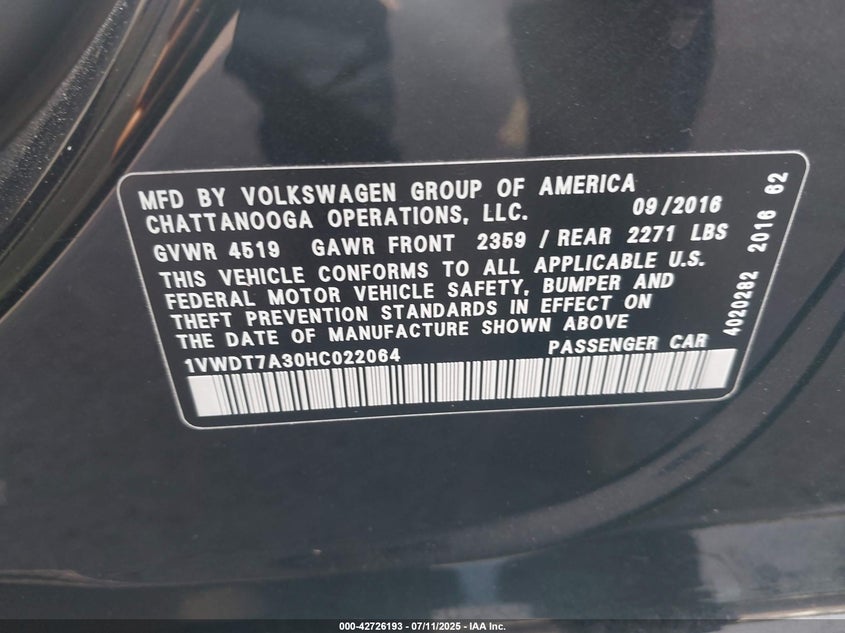 MFD BY VOLKSWAGEN GROUP OF AMERICA
CHATTANOOGA OPERATIONS, LLC. 09/2016
GVWR 4519 GAWR FRONT 2359 / REAR 2271 LBS
THIS VEHICLE CONFORMS TO ALL APPLICABLE U.S.
FEDERAL MOTOR VEHICLE SAFETY, BUMPER AND
THEFT PREVENTION STANDARDS IN EFFECT ON
THE DATE OF MANUFACTURE SHOWN ABOVE
1VWDT7A30HC022064 PASSENGER CAR
4020282 2016 62
000-42726193 - 07/11/2025 - IAA Inc.